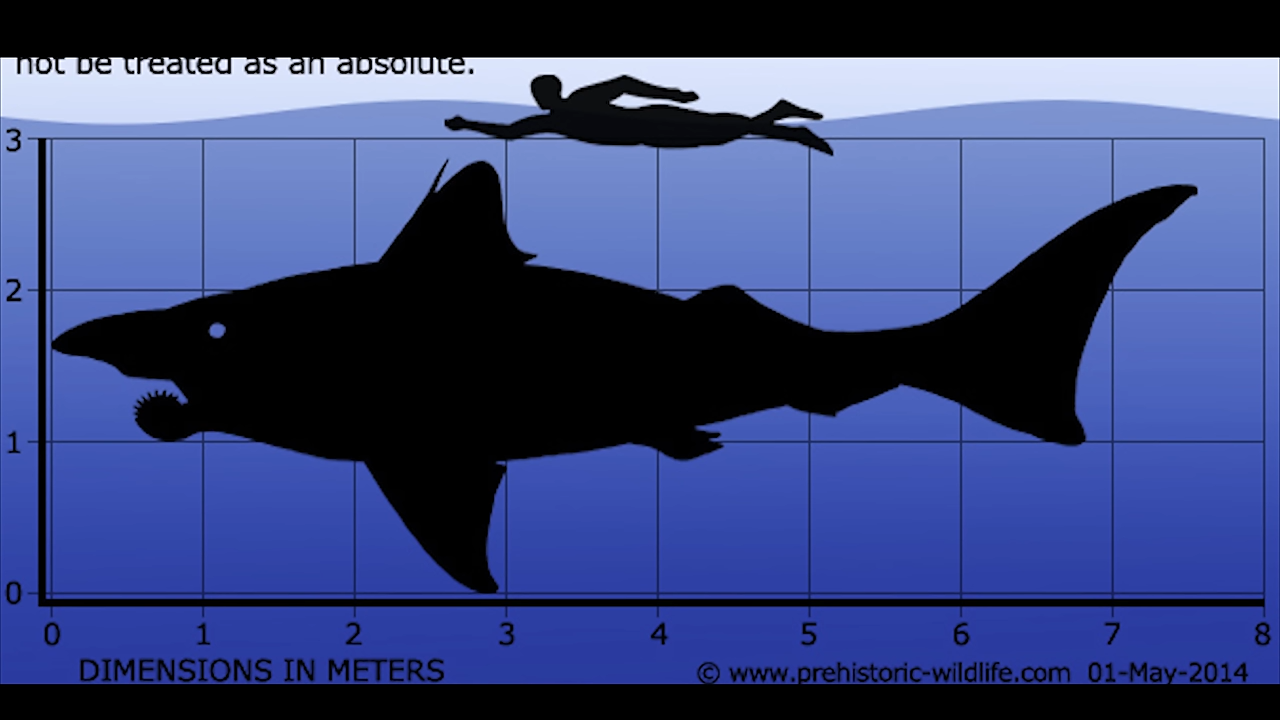 not be treated as an absolute.
3
2
1
0
0 1 2 3 4 5 6 7 8
DIMENSIONS IN METERS © www.prehistoric-wildlife.com 01-May-2014